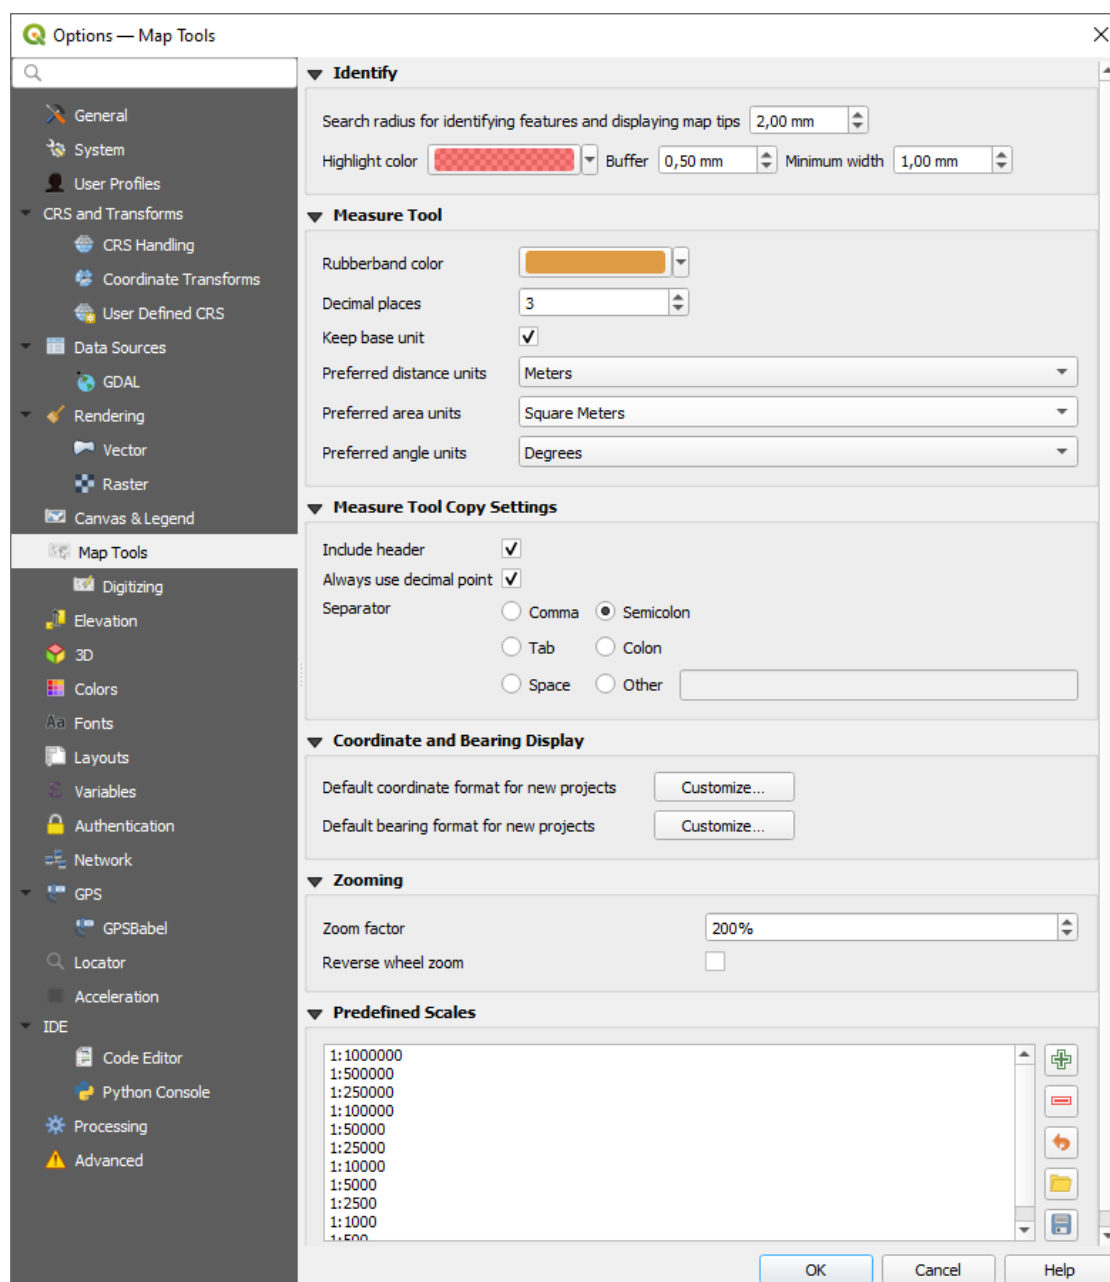 Options — Map Tools
General
System
User Profiles
CRS and Transforms
CRS Handling
Coordinate Transforms
User Defined CRS
Data Sources
GDAL
Rendering
Vector
Raster
Canvas & Legend
Map Tools
Digitizing
Elevation
3D
Colors
Aa Fonts
Layouts
ε Variables
Authentication
Network
GPS
GPSBabel
Locator
Acceleration
IDE
Code Editor
Python Console
Processing
Advanced
Identify
Search radius for identifying features and displaying map tips 2,00 mm
Highlight color Buffer 0,50 mm Minimum width 1,00 mm
Measure Tool
Rubberband color
Decimal places 3
Keep base unit
Preferred distance units Meters
Preferred area units Square Meters
Preferred angle units Degrees
Measure Tool Copy Settings
Include header
Always use decimal point
Separator Comma Semicolon
Tab Colon
Space Other
Coordinate and Bearing Display
Default coordinate format for new projects Customize...
Default bearing format for new projects Customize...
Zooming
Zoom factor 200%
Reverse wheel zoom
Predefined Scales
1:1000000
1:500000
1:250000
1:100000
1:50000
1:25000
1:10000
1:5000
1:2500
1:1000
1:500
OK Cancel Help